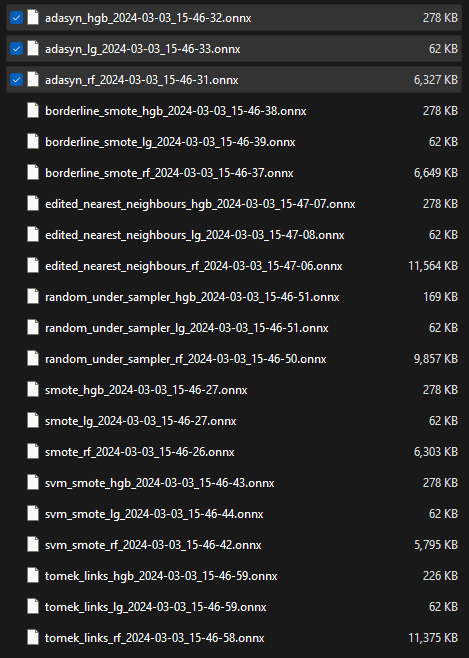 adasyn_hgb_2024-03-03_15-46-32.onnx 278 KB
adasyn_lg_2024-03-03_15-46-33.onnx 62 KB
adasyn_rf_2024-03-03_15-46-31.onnx 6,327 KB
borderline_smote_hgb_2024-03-03_15-46-38.onnx 278 KB
borderline_smote_lg_2024-03-03_15-46-39.onnx 62 KB
borderline_smote_rf_2024-03-03_15-46-37.onnx 6,649 KB
edited_nearest_neighbours_hgb_2024-03-03_15-47-07.onnx 278 KB
edited_nearest_neighbours_lg_2024-03-03_15-47-08.onnx 62 KB
edited_nearest_neighbours_rf_2024-03-03_15-47-06.onnx 11,564 KB
random_under_sampler_hgb_2024-03-03_15-46-51.onnx 169 KB
random_under_sampler_lg_2024-03-03_15-46-51.onnx 62 KB
random_under_sampler_rf_2024-03-03_15-46-50.onnx 9,857 KB
smote_hgb_2024-03-03_15-46-27.onnx 278 KB
smote_lg_2024-03-03_15-46-27.onnx 62 KB
smote_rf_2024-03-03_15-46-26.onnx 6,303 KB
svm_smote_hgb_2024-03-03_15-46-43.onnx 278 KB
svm_smote_lg_2024-03-03_15-46-44.onnx 62 KB
svm_smote_rf_2024-03-03_15-46-42.onnx 5,795 KB
tomek_links_hgb_2024-03-03_15-46-59.onnx 226 KB
tomek_links_lg_2024-03-03_15-46-59.onnx 62 KB
tomek_links_rf_2024-03-03_15-46-58.onnx 11,375 KB